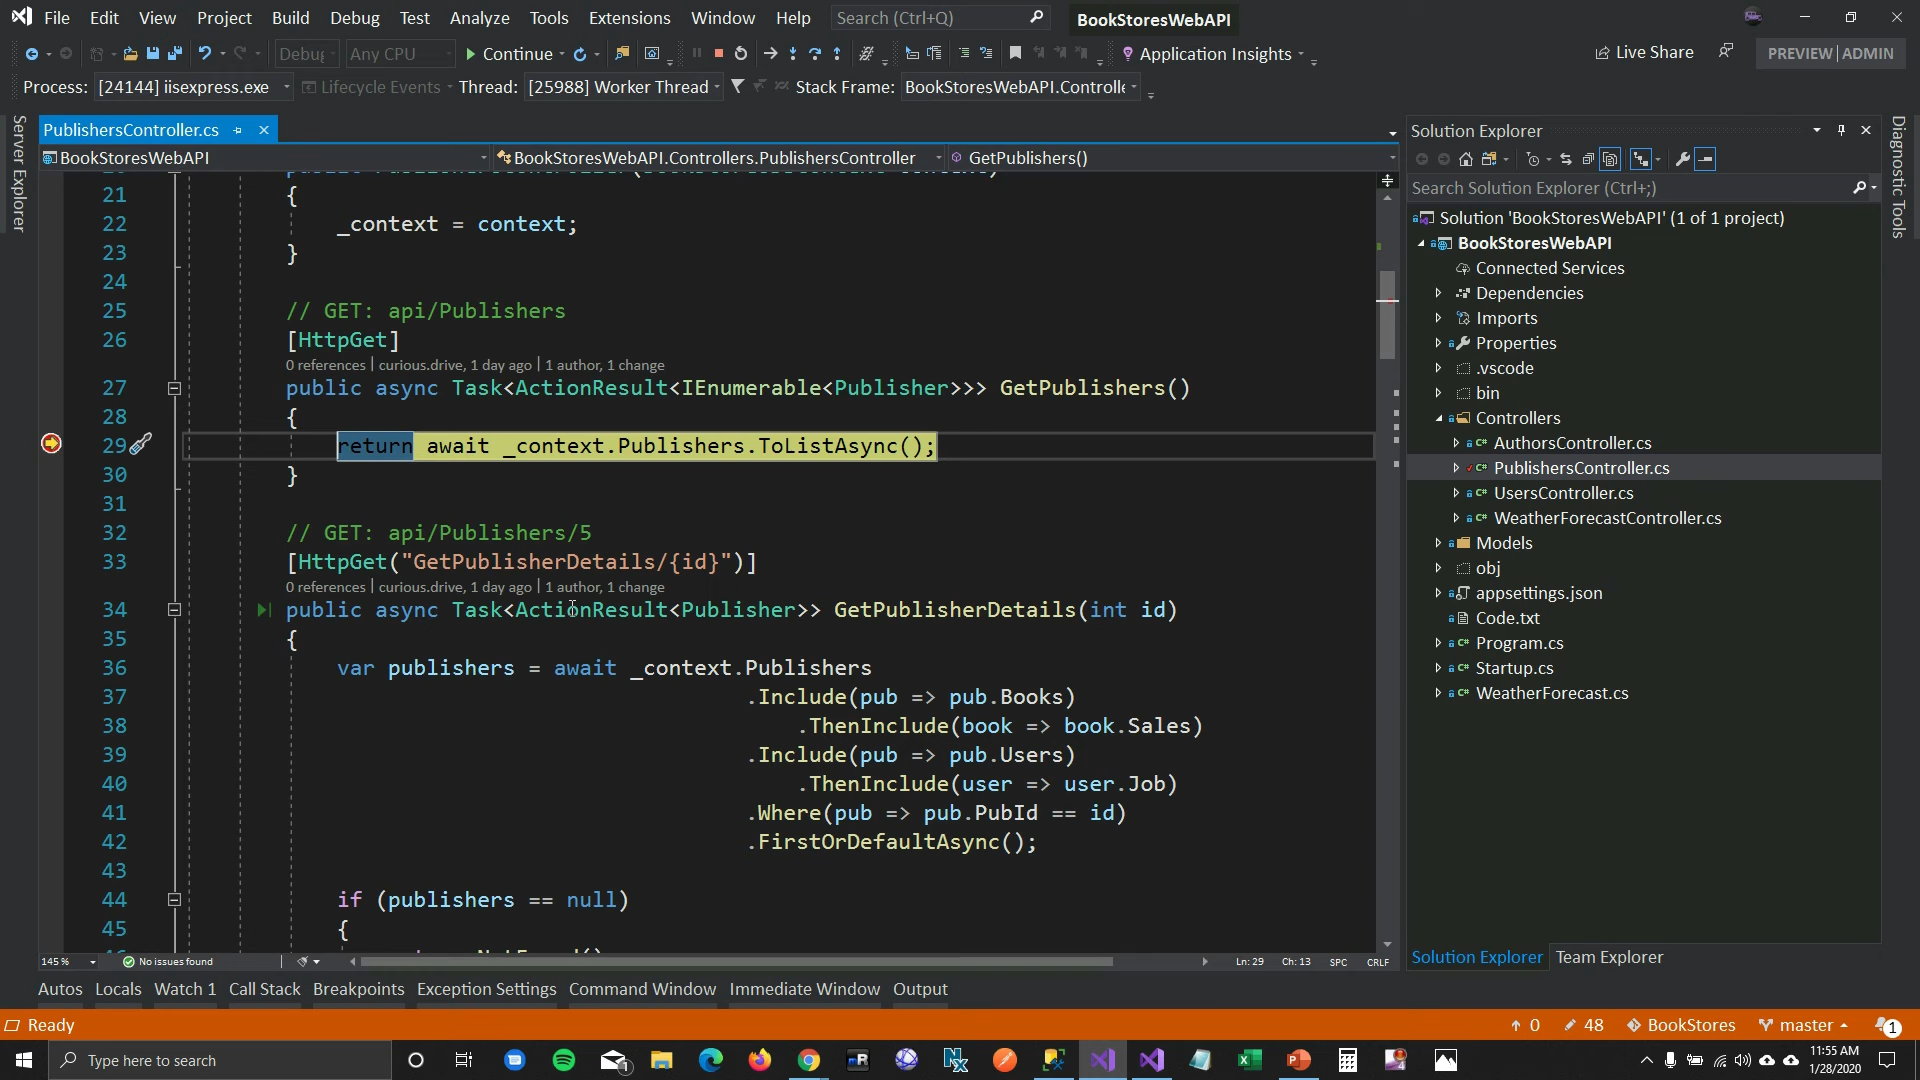 File Edit View Project Build Debug Test Analyze Tools Extensions Window Help Search (Ctrl+Q) BookStoresWebAPI
Debug Any CPU Continue Application Insights Live Share PREVIEW ADMIN
Process: [24144] iisexpress.exe Lifecycle Events Thread: [25988] Worker Thread Stack Frame: BookStoresWebAPI.Controlle
Server Explorer
PublishersController.cs
BookStoresWebAPI BookStoresWebAPI.Controllers.PublishersController GetPublishers()
21 {
22 _context = context;
23 }
24
25 // GET: api/Publishers
26 [HttpGet]
0 references | curious.drive, 1 day ago | 1 author, 1 change
27 public async Task<ActionResult<IEnumerable<Publisher>>> GetPublishers()
28 {
29 return await _context.Publishers.ToListAsync();
30 }
31
32 // GET: api/Publishers/5
33 [HttpGet("GetPublisherDetails/{id}")]
0 references | curious.drive, 1 day ago | 1 author, 1 change
34 public async Task<ActionResult<Publisher>> GetPublisherDetails(int id)
35 {
36 var publishers = await _context.Publishers
37 .Include(pub => pub.Books)
38 .ThenInclude(book => book.Sales)
39 .Include(pub => pub.Users)
40 .ThenInclude(user => user.Job)
41 .Where(pub => pub.PubId == id)
42 .FirstOrDefaultAsync();
43
44 if (publishers == null)
45 {
145 % No issues found Ln: 29 Ch: 13 SPC CRLF
Solution Explorer
Search Solution Explorer (Ctrl+;)
Solution 'BookStoresWebAPI' (1 of 1 project)
BookStoresWebAPI
Connected Services
Dependencies
Imports
Properties
.vscode
bin
Controllers
AuthorsController.cs
PublishersController.cs
UsersController.cs
WeatherForecastController.cs
Models
obj
appsettings.json
Code.txt
Program.cs
Startup.cs
WeatherForecast.cs
Solution Explorer Team Explorer
Diagnostic Tools
Autos Locals Watch 1 Call Stack Breakpoints Exception Settings Command Window Immediate Window Output
Ready 0 48 BookStores master 1
Type here to search
11:55 AM
1/28/2020